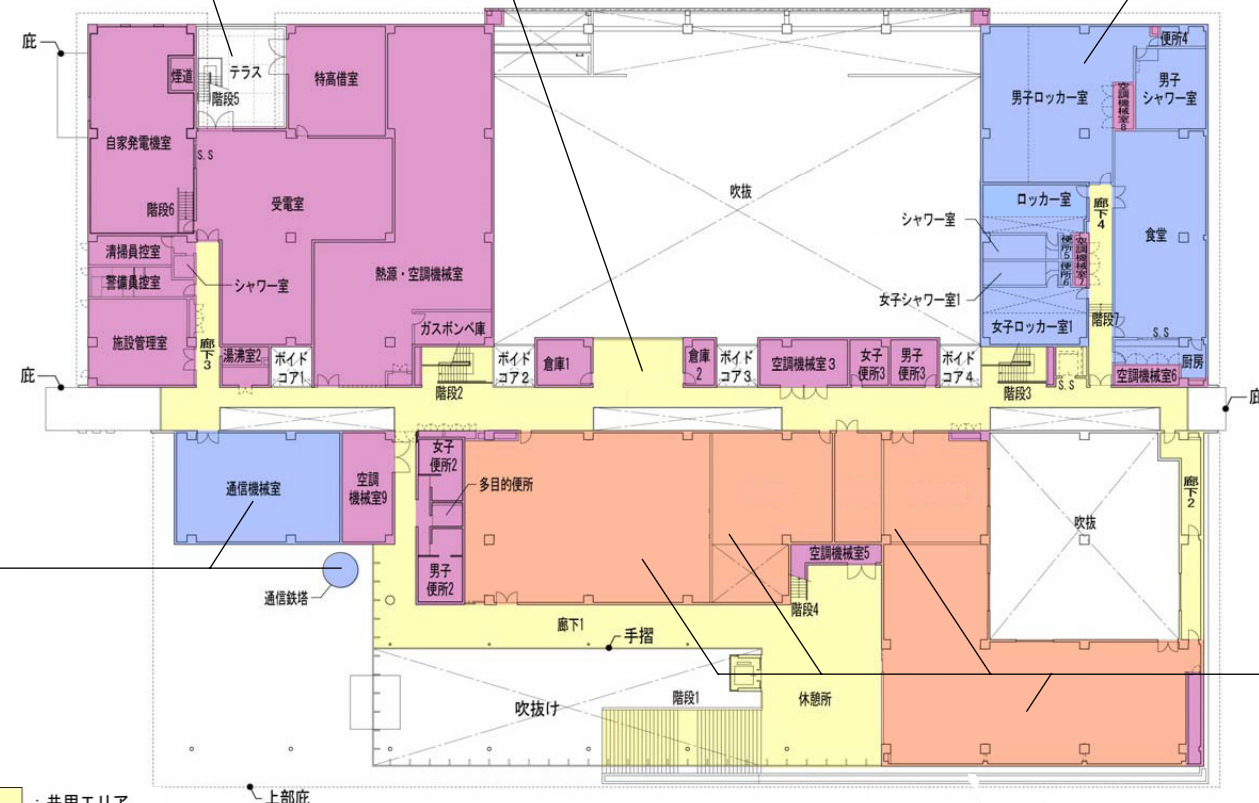 庇
テラス
煙道
特高借室
便所4
階段5
男子ロッカー室
空調機械室8
男子
シャワー室
自家発電機室
S.S
階段6
受電室
吹抜
ロッカー室
廊下4
食堂
シャワー室
便所5
便所6
空調機械室7
清掃員控室
警備員控室
シャワー室
熱源・空調機械室
女子シャワー室1
施設管理室
廊下3
ガスボンベ庫
女子ロッカー室1
階段7
S.S
湯沸室2
ボイド
コア1
ボイド
コア2
倉庫1
倉庫
2
ボイド
コア3
空調機械室3
女子
便所3
男子
便所3
ボイド
コア4
厨房
庇
階段2
階段3
S.S
空調機械室6
庇
女子
便所2
通信機械室
空調
機械室9
多目的便所
廊下2
吹抜
空調機械室5
男子
便所2
通信鉄塔
階段4
廊下1
手摺
階段1
休憩所
吹抜け
上部庇
：共用エリア